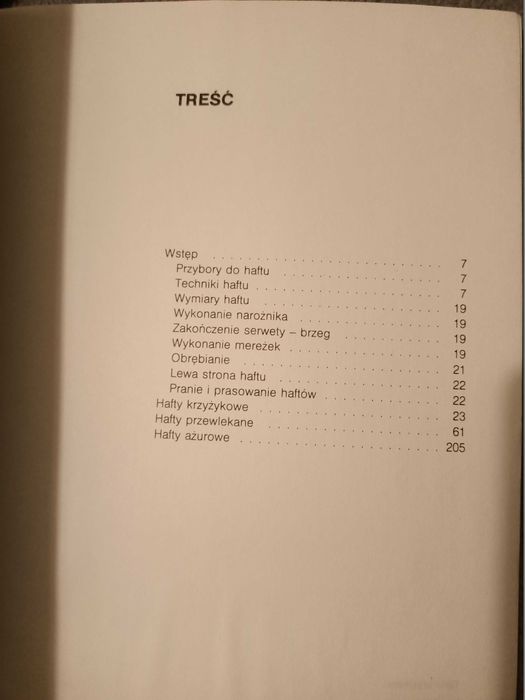 TREŚĆ
Wstęp . . . . . . . . . . . . . . . . . . . . . . . 7
Przybory do haftu . . . . . . . . . . . . . . . . . 7
Techniki haftu . . . . . . . . . . . . . . . . . . . 7
Wymiary haftu . . . . . . . . . . . . . . . . . . . 19
Wykonanie narożnika . . . . . . . . . . . . . . . 19
Zakończenie serwety – brzeg . . . . . . . . . . . 19
Wykonanie mereżek . . . . . . . . . . . . . . . . 19
Obrębianie . . . . . . . . . . . . . . . . . . . . . 21
Lewa strona haftu . . . . . . . . . . . . . . . . . 22
Pranie i prasowanie haftów . . . . . . . . . . . . 22
Hafty krzyżykowe . . . . . . . . . . . . . . . . . . 23
Hafty przewlekane . . . . . . . . . . . . . . . . . 61
Hafty ażurowe . . . . . . . . . . . . . . . . . . . . 205